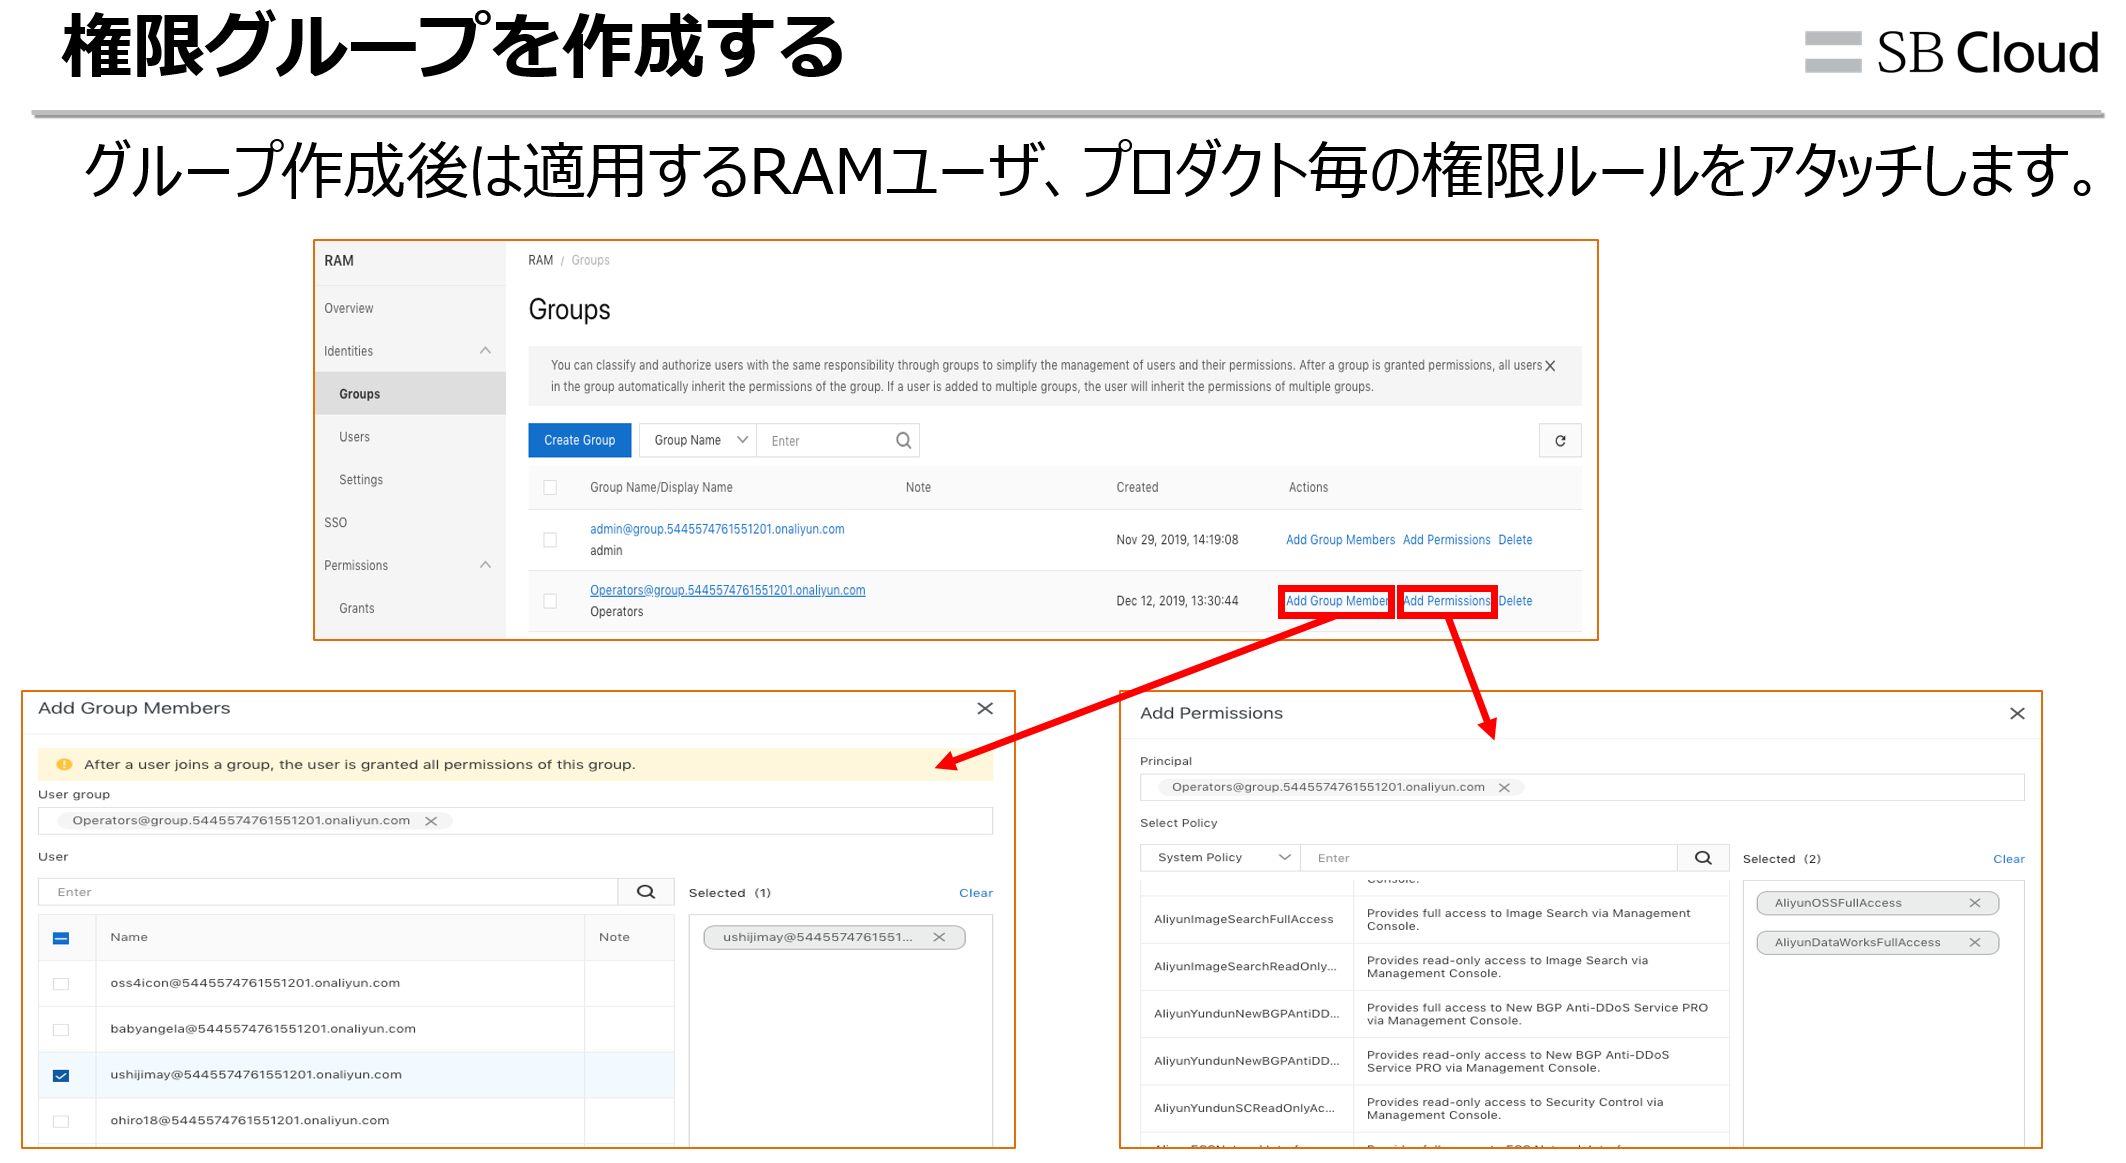 権限グループを作成する
SB Cloud
グループ作成後は適用するRAMユーザ、プロダクト毎の権限ルールをアタッチします。
RAM
Overview
Identities
Groups
Users
Settings
SSO
Permissions
Grants
RAM / Groups
Groups
You can classify and authorize users with the same responsibility through groups to simplify the management of users and their permissions. After a group is granted permissions, all users
in the group automatically inherit the permissions of the group. If a user is added to multiple groups, the user will inherit the permissions of multiple groups.
Create Group Group Name Enter
Group Name/Display Name Note Created Actions
admin@group.5445574761551201.onaliyun.com
admin
Nov 29, 2019, 14:19:08 Add Group Members Add Permissions Delete
Operators@group.5445574761551201.onaliyun.com
Operators
Dec 12, 2019, 13:30:44 Add Group Member Add Permissions Delete
Add Group Members
After a user joins a group, the user is granted all permissions of this group.
User group
Operators@group.5445574761551201.onaliyun.com
User
Enter
Selected (1) Clear
Name Note
ushijimay@5445574761551...
oss4icon@5445574761551201.onaliyun.com
babyangela@5445574761551201.onaliyun.com
ushijimay@5445574761551201.onaliyun.com
ohiro18@5445574761551201.onaliyun.com
Add Permissions
Principal
Operators@group.5445574761551201.onaliyun.com
Select Policy
System Policy Enter
Selected (2) Clear
Console.
AliyunImageSearchFullAccess
Provides full access to Image Search via Management
Console.
AliyunImageSearchReadOnly...
Provides read-only access to Image Search via
Management Console.
AliyunYundunNewBGPAntiDD...
Provides full access to New BGP Anti-DDoS Service PRO
via Management Console.
AliyunYundunNewBGPAntiDD...
Provides read-only access to New BGP Anti-DDoS
Service PRO via Management Console.
AliyunYundunSCReadOnlyAc...
Provides read-only access to Security Control via
Management Console.
AliyunOSSFullAccess
AliyunDataWorksFullAccess